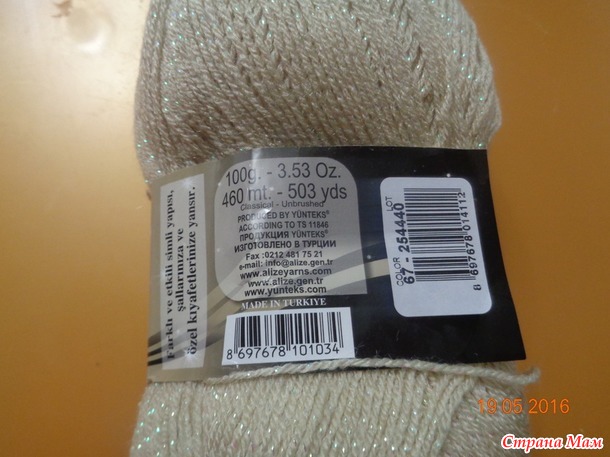 Farklı ve etkili simli yapısı,
şallarınıza ve
özel kıyafetlerinize yansır.
100g. - 3.53 Oz.
460 mt. - 503 yds
Classical - Unbrushed
PRODUCED BY YÜNTEKS®
ACCORDING TO TS 11846
ПРОДУКЦИЯ YÜNTEKS®
ИЗГОТОВЛЕНО В ТУРЦИИ
Fax :0212 481 75 21
e-mail: info@alize.gen.tr
www.alizeyarns.com
www.alize.gen.tr
www.yunteks.com
MADE IN TURKIYE
8 697678 101034
COLOR LOT
67 - 254440
8 697678 014112
19 05 2016
Страна Мам